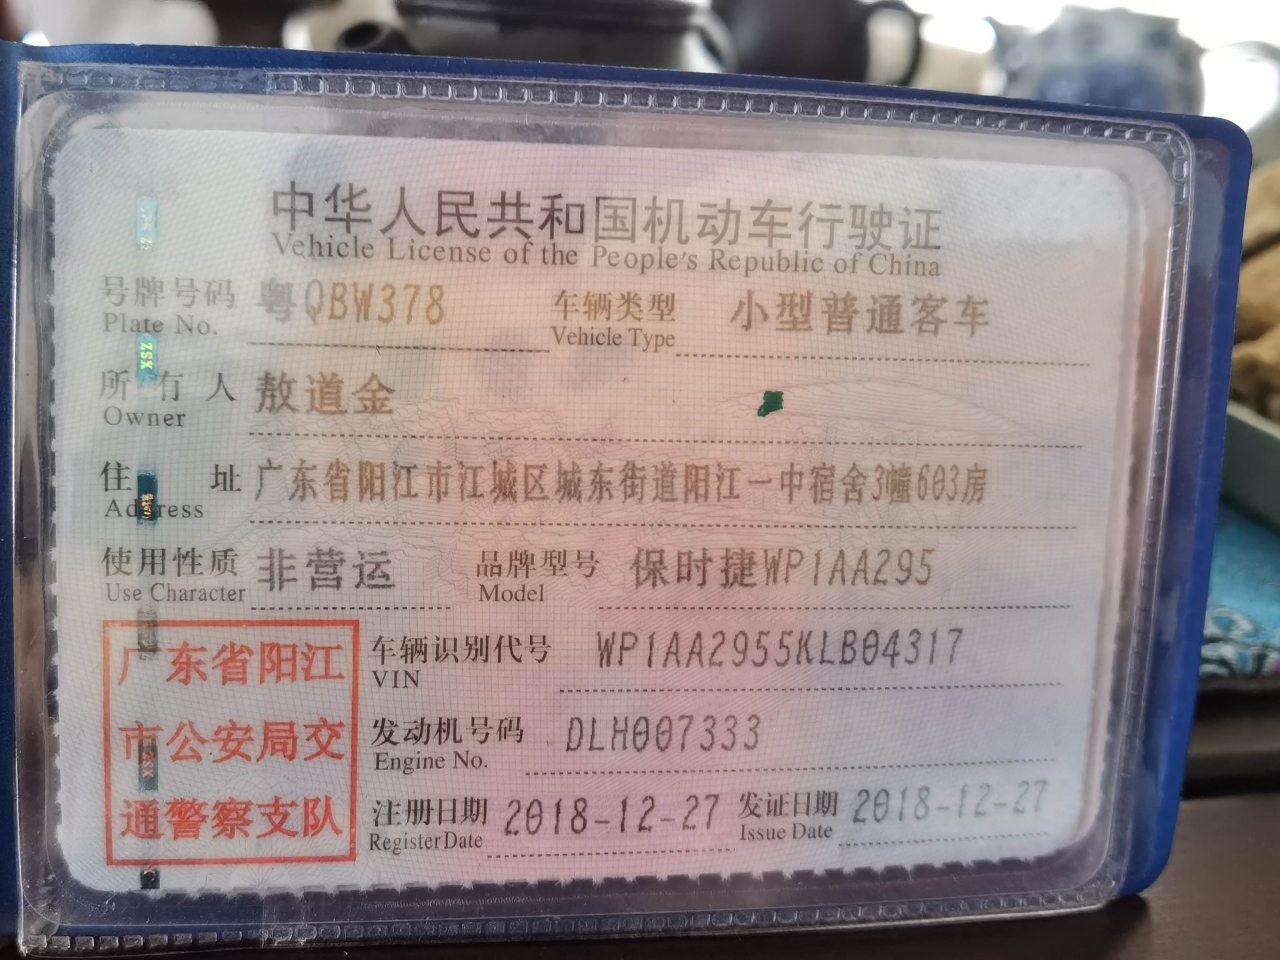 中华人民共和国机动车行驶证
Vehicle License of the People's Republic of China
号牌号码 粤QBW378 车辆类型 小型普通客车
Plate No. Vehicle Type
所有人 敖道金
Owner
住址 广东省阳江市江城区城东街道阳江一中宿舍3幢603房
Address
使用性质 非营运 品牌型号 保时捷WP1AA295
Use Character Model
广东省阳江
市公安局交
通警察支队
车辆识别代号 WP1AA2955KLB04317
VIN
发动机号码 DLH007333
Engine No.
注册日期 2018-12-27 发证日期 2018-12-27
Register Date Issue Date
XSZ